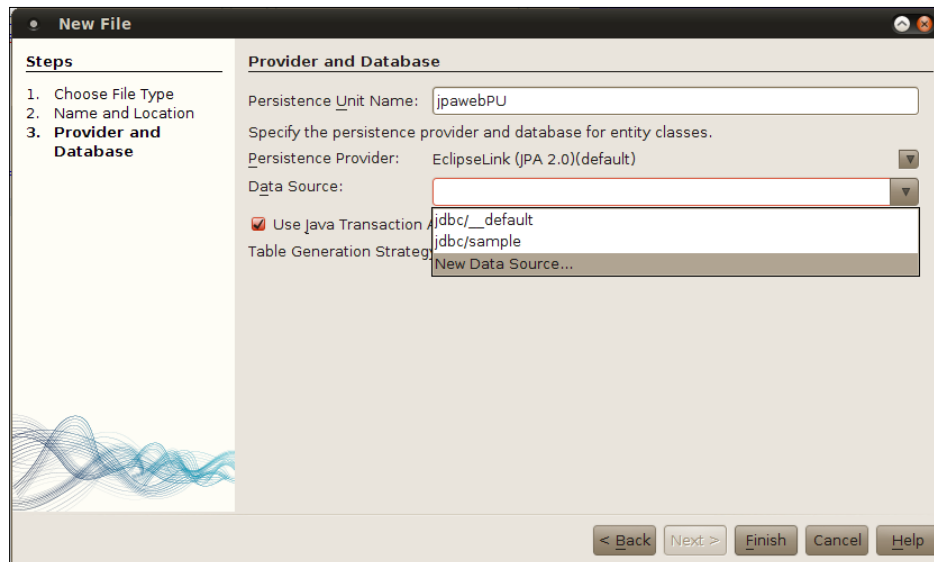 New File
Steps
1. Choose File Type
2. Name and Location
3. Provider and
Database
Provider and Database
Persistence Unit Name: jpawebPU
Specify the persistence provider and database for entity classes.
Persistence Provider: EclipseLink (JPA 2.0)(default)
Data Source:
jdbc/__default
jdbc/sample
New Data Source...
Use Java Transaction
Table Generation
< Back Next > Finish Cancel Help